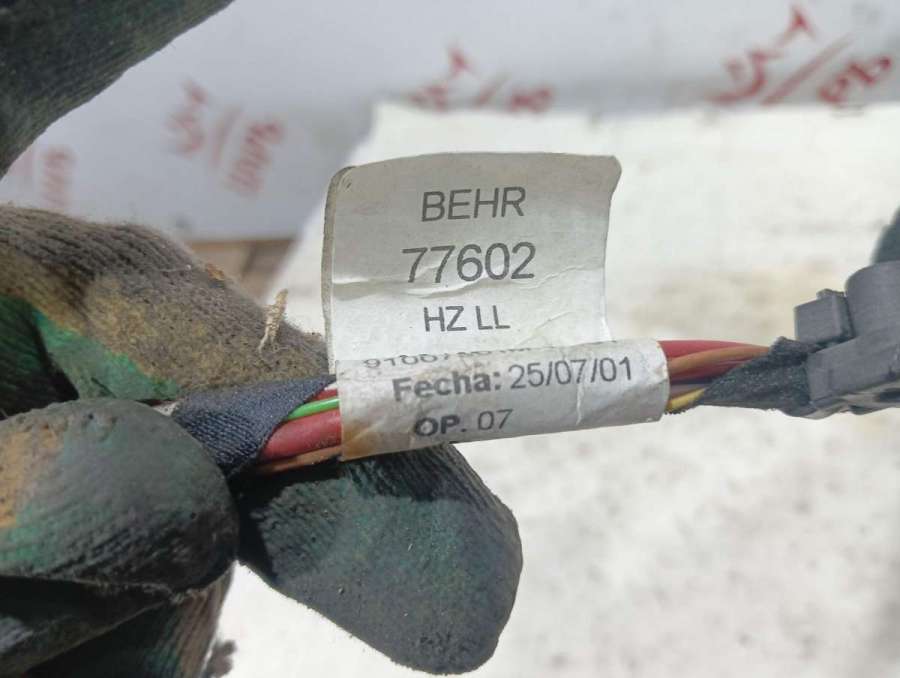 BEHR
77602
HZ LL
Fecha: 25/07/01
OP. 07